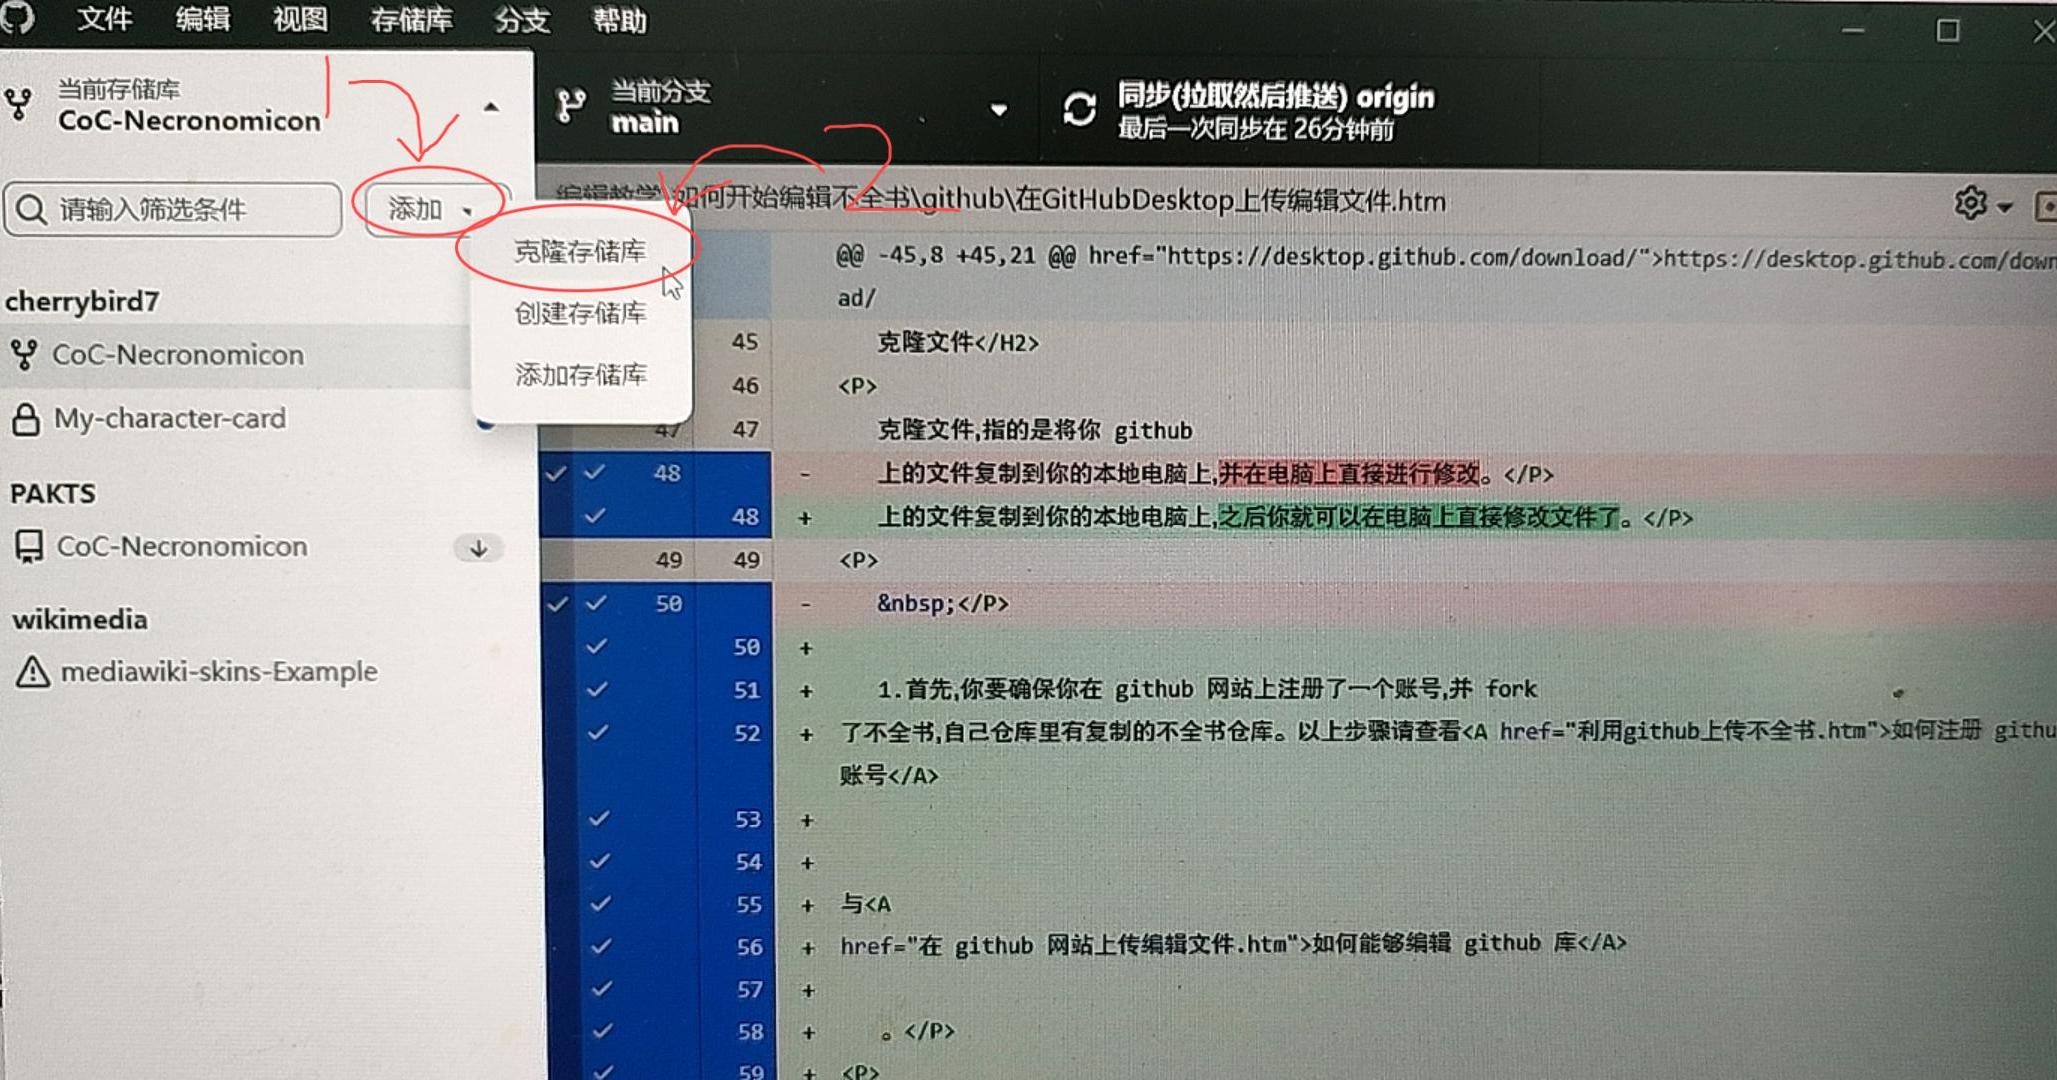 文件 编辑 视图 存储库 分支 帮助
当前存储库
CoC-Necronomicon
当前分支
main
同步(拉取然后推送) origin
最后一次同步在 26分钟前
1
2
请输入筛选条件
添加
克隆存储库
创建存储库
添加存储库
cherrybird7
CoC-Necronomicon
My-character-card
PAKTS
CoC-Necronomicon
wikimedia
mediawiki-skins-Example
编辑教学\如何开始编辑不全书\github\在GitHubDesktop上传编辑文件.htm
@@ -45,8 +45,21 @@ href="https://desktop.github.com/download/">https://desktop.github.com/down
ad/
45 克隆文件</H2>
46 <P>
47 47 克隆文件,指的是将你 github
48 - 上的文件复制到你的本地电脑上,并在电脑上直接进行修改。</P>
48 + 上的文件复制到你的本地电脑上,之后你就可以在电脑上直接修改文件了。</P>
49 49 <P>
50 - &nbsp;</P>
50 +
51 + 1.首先,你要确保你在 github 网站上注册了一个账号,并 fork
52 + 了不全书,自己仓库里有复制的不全书仓库。以上步骤请查看<A href="利用github上传不全书.htm">如何注册 githu
账号</A>
53 +
54 +
55 + 与<A
56 + href="在 github 网站上传编辑文件.htm">如何能够编辑 github 库</A>
57 +
58 + 。</P>
59 + <P>